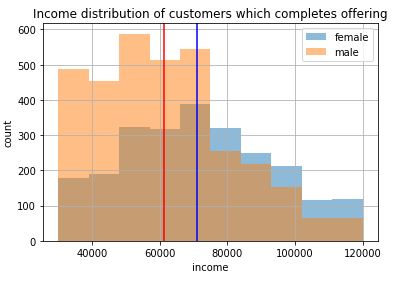 Income distribution of customers which completes offering
female
male
600
500
400
300
200
100
0
count
40000 60000 80000 100000 120000
income